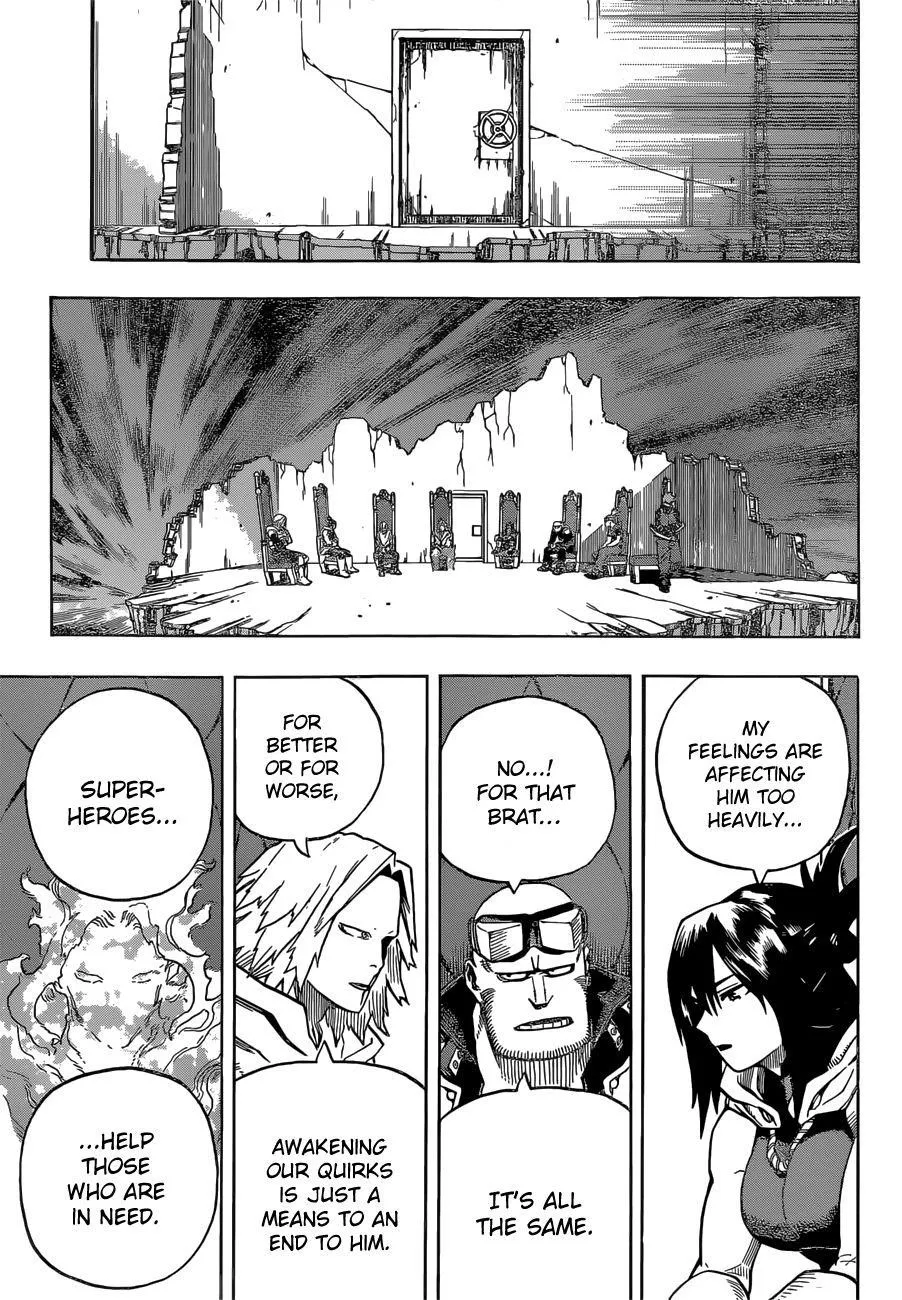 MY
FEELINGS ARE
AFFECTING
HIM TOO
HEAVILY...
NO...!
FOR THAT
BRAT...
IT'S ALL
THE SAME.
FOR
BETTER
OR FOR
WORSE,
AWAKENING
OUR QUIRKS
IS JUST A
MEANS TO AN
END TO HIM.
SUPER-
HEROES...
...HELP
THOSE
WHO ARE
IN NEED.